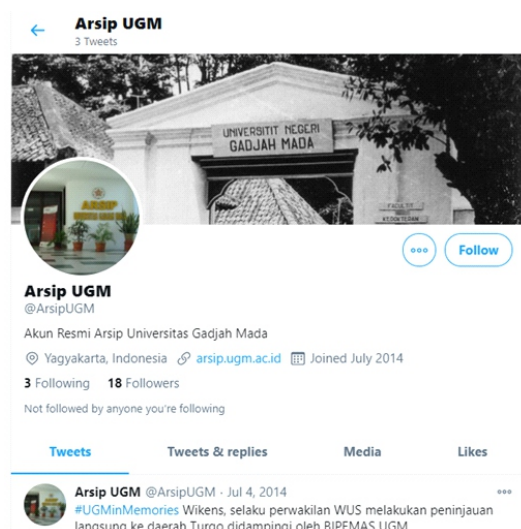 Arsip UGM
3 Tweets
UNIVERSITIT NEGERI
GADJAH MADA
FACULTIT
KEDOKTERAN
ARSIP
Arsip UGM
Follow
@ArsipUGM
Akun Resmi Arsip Universitas Gadjah Mada
Yagyakarta, Indonesia arsip.ugm.ac.id Joined July 2014
3 Following 18 Followers
Not followed by anyone you're following
Tweets Tweets & replies Media Likes
Arsip UGM @ArsipUGM · Jul 4, 2014
#UGMinMemories Wikens, selaku perwakilan WUS melakukan peninjauan
langsung ke daerah Turgo didampingi oleh BIPEMAS UGM